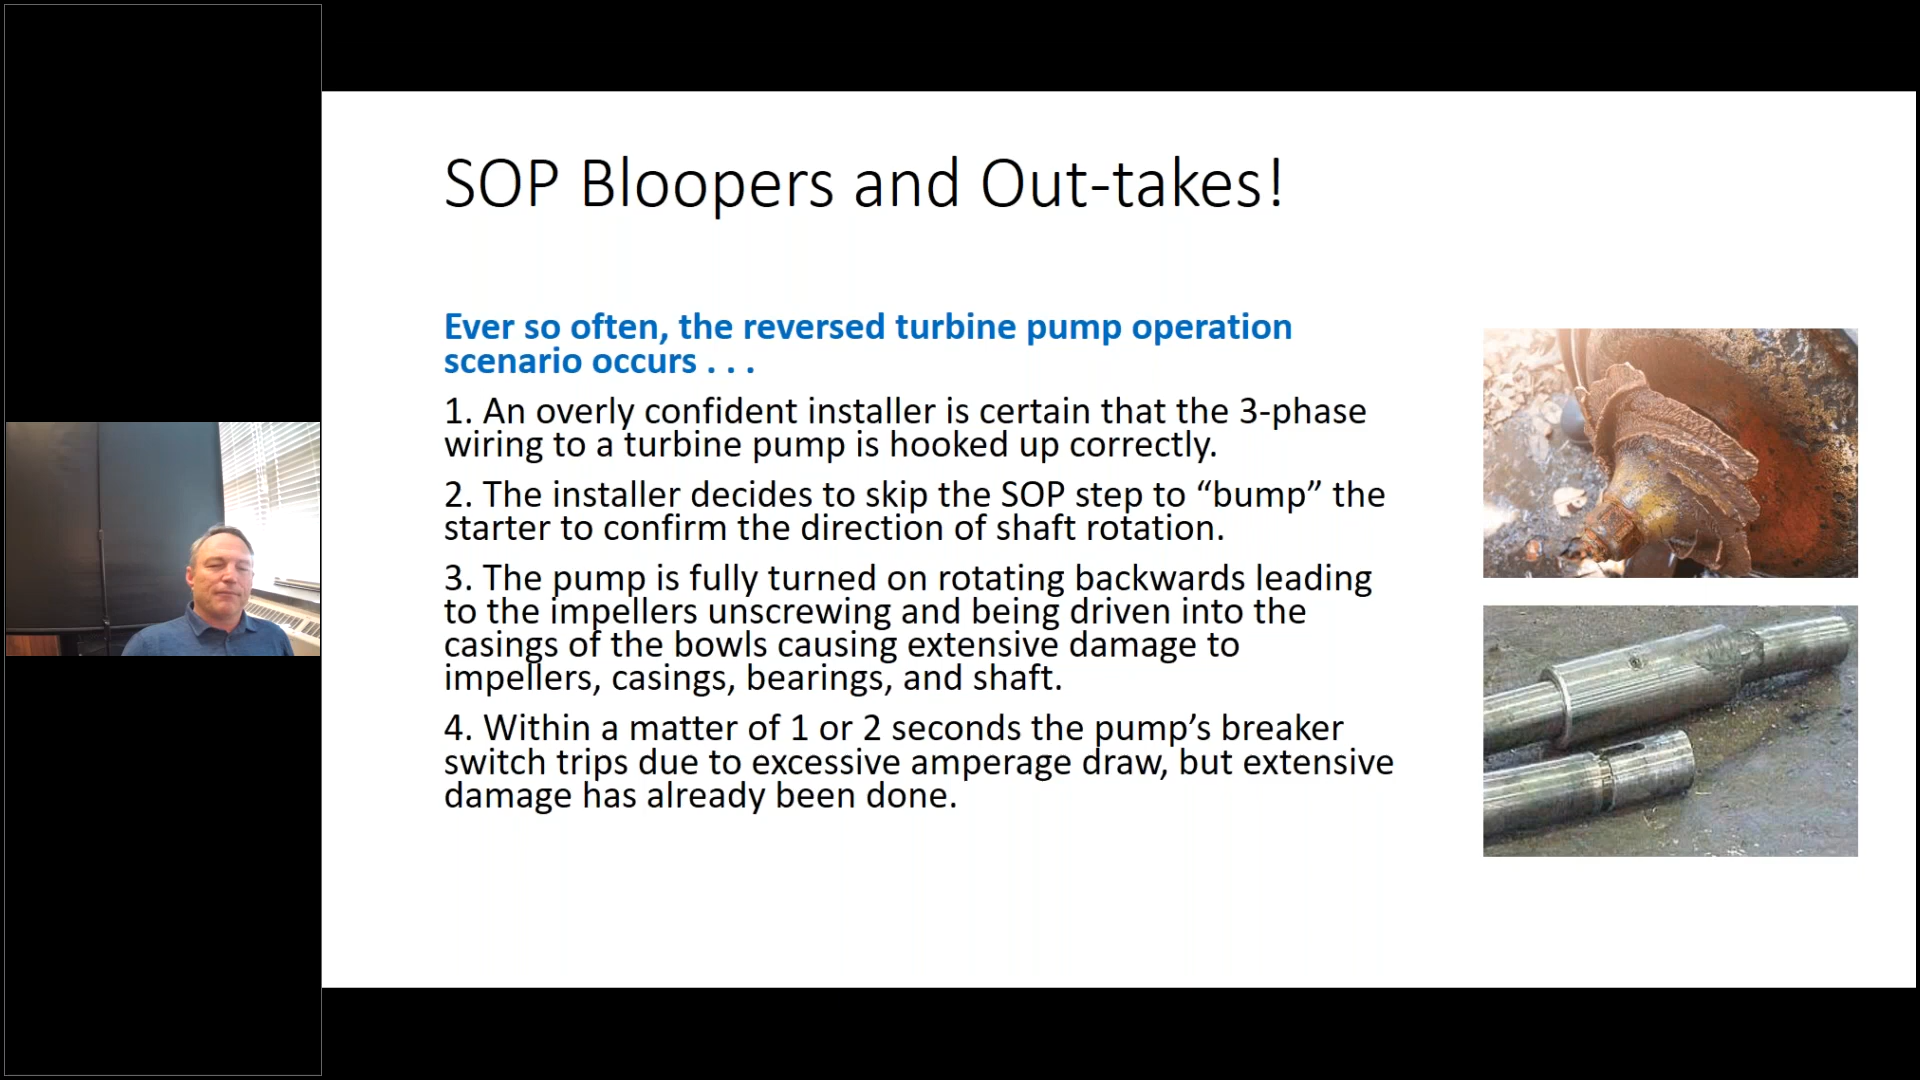 SOP Bloopers and Out-takes!
Ever so often, the reversed turbine pump operation
scenario occurs . . .
1. An overly confident installer is certain that the 3-phase
wiring to a turbine pump is hooked up correctly.
2. The installer decides to skip the SOP step to “bump” the
starter to confirm the direction of shaft rotation.
3. The pump is fully turned on rotating backwards leading
to the impellers unscrewing and being driven into the
casings of the bowls causing extensive damage to
impellers, casings, bearings, and shaft.
4. Within a matter of 1 or 2 seconds the pump’s breaker
switch trips due to excessive amperage draw, but extensive
damage has already been done.